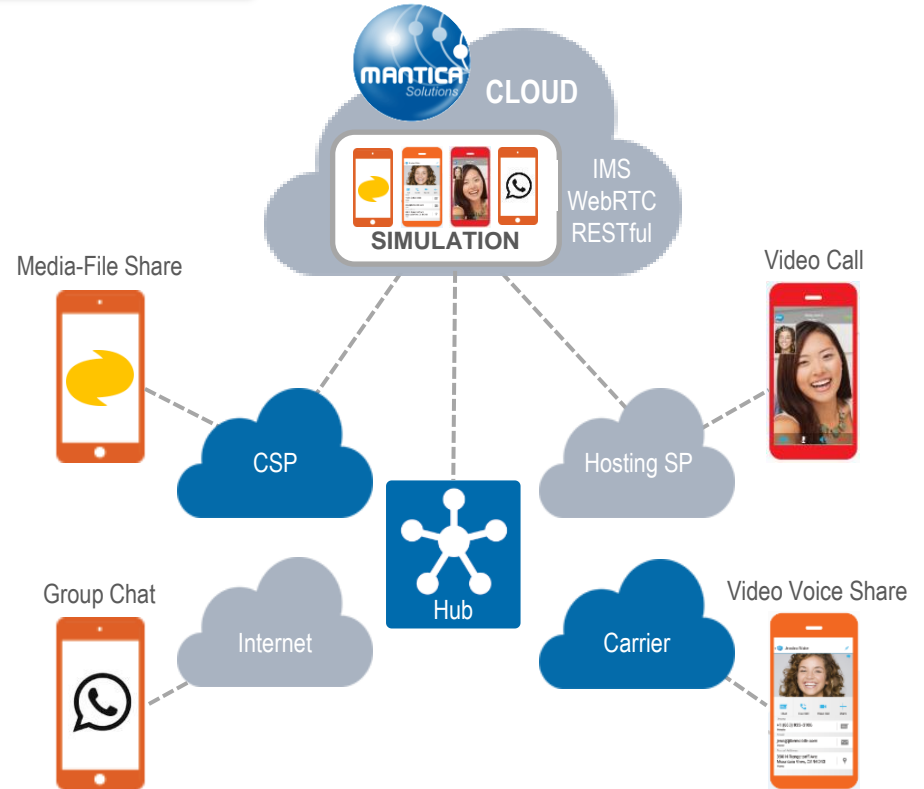 MANTICA
Solutions
CLOUD
IMS
WebRTC
RESTful
SIMULATION
Media-File Share
Video Call
CSP
Hosting SP
Hub
Group Chat
Internet
Carrier
Video Voice Share